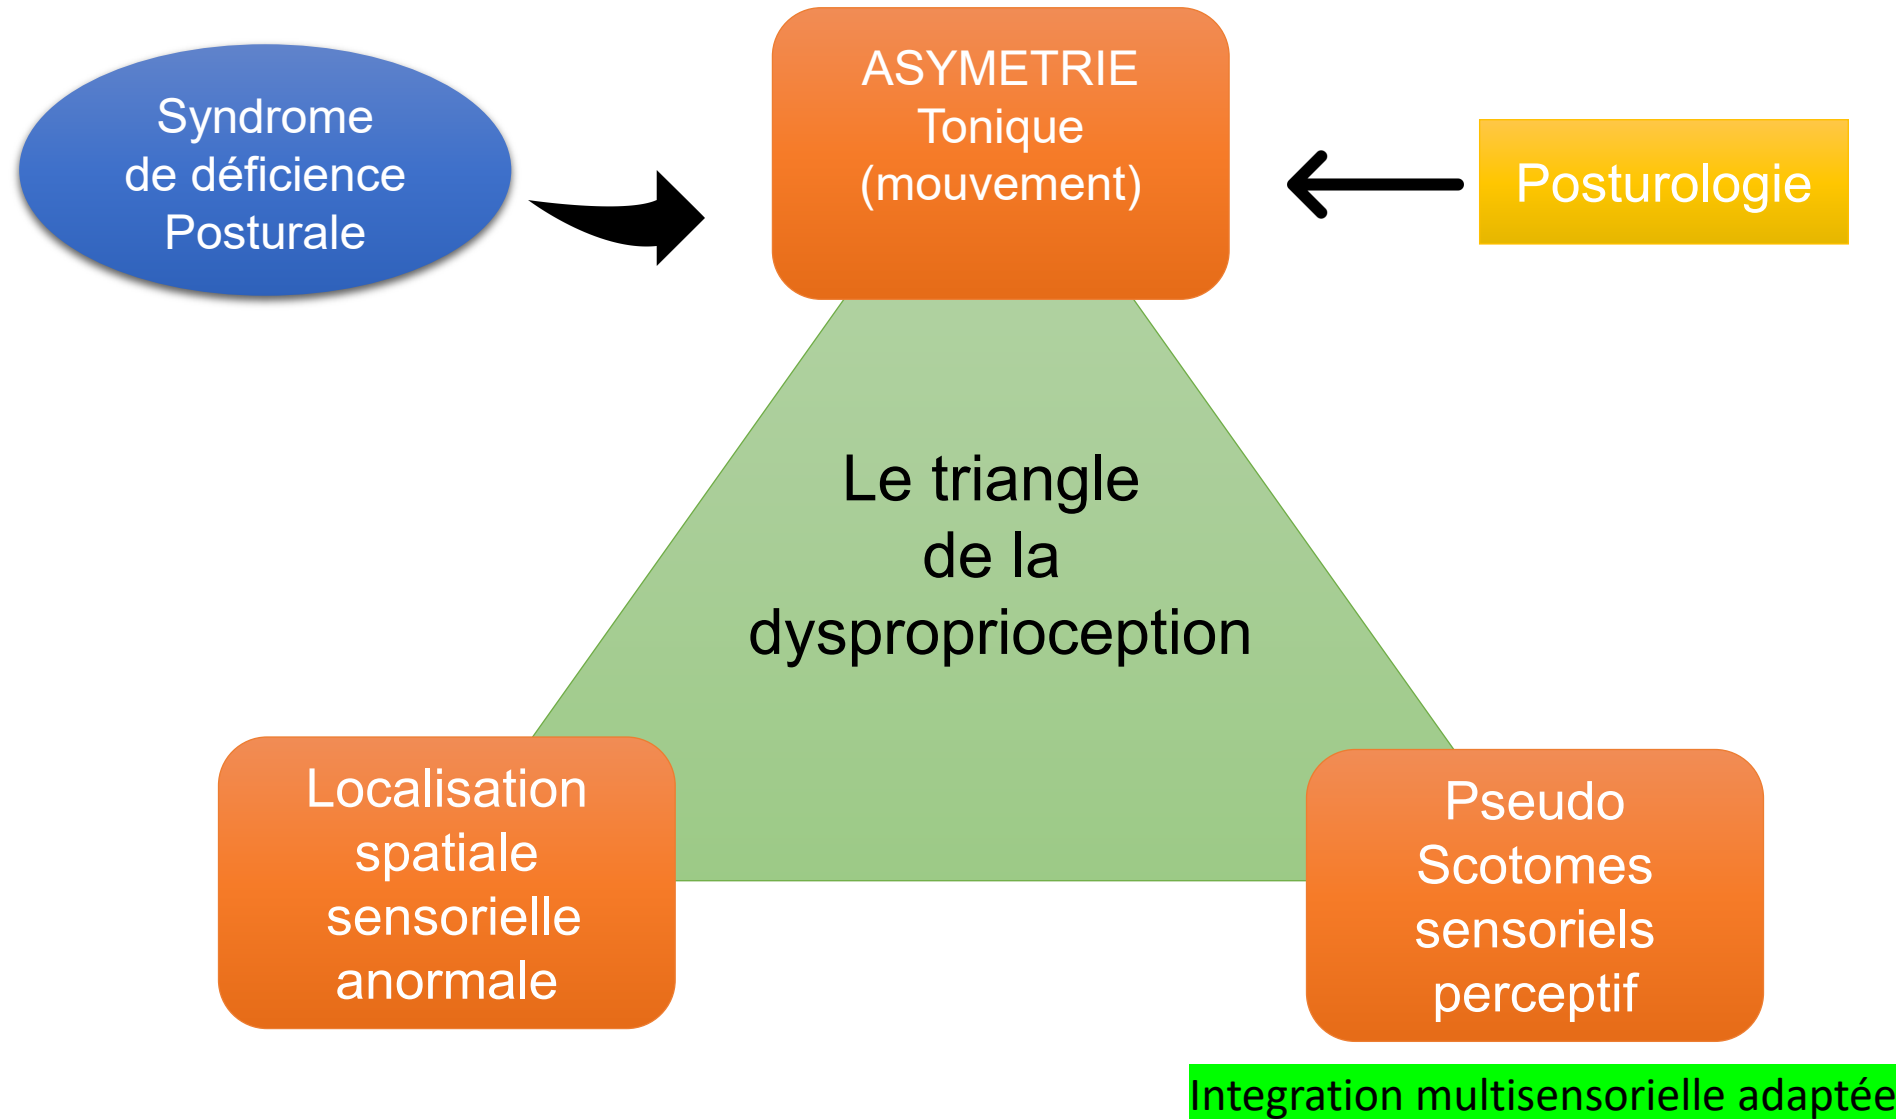 Syndrome
de déficience
Posturale
ASYMETRIE
Tonique
(mouvement)
Posturologie
Le triangle
de la
dysproprioception
Localisation
spatiale
sensorielle
anormale
Pseudo
Scotomes
sensoriels
perceptif
Integration multisensorielle adaptée